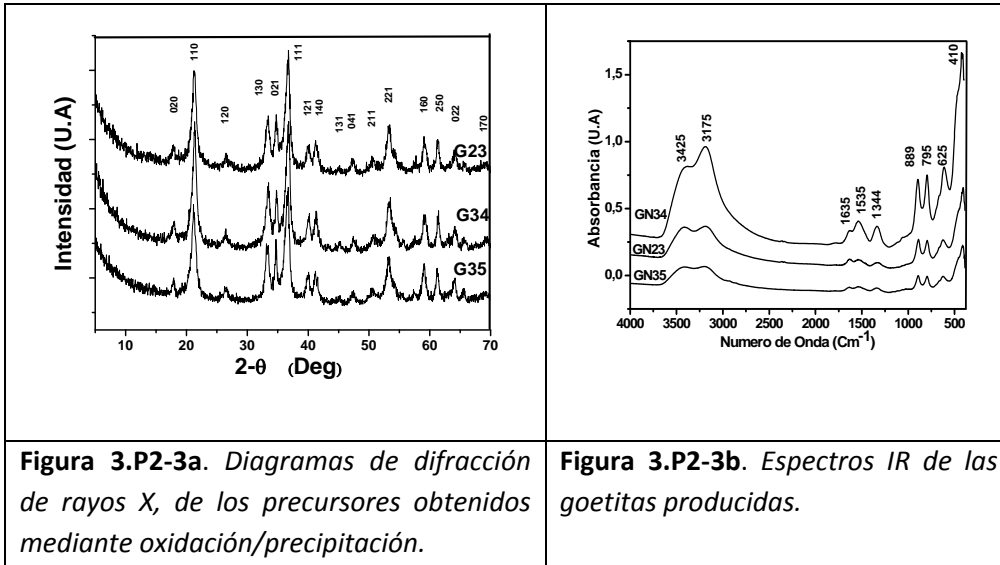 Intensidad (U.A)
020
110
120
130
021
111
121
140
131
041
211
221
160
250
022
170
G23
G34
G35
10 20 30 40 50 60 70
2-θ (Deg)
Absorbancia (U.A)
1,5
1,0
0,5
0,0
3425
3175
1635
1535
1344
889
795
625
410
GN34
GN23
GN35
4000 3500 3000 2500 2000 1500 1000 500
Numero de Onda (Cm-1)
Figura 3.P2-3a. Diagramas de difracción
de rayos X, de los precursores obtenidos
mediante oxidación/precipitación.
Figura 3.P2-3b. Espectros IR de las
goetitas producidas.